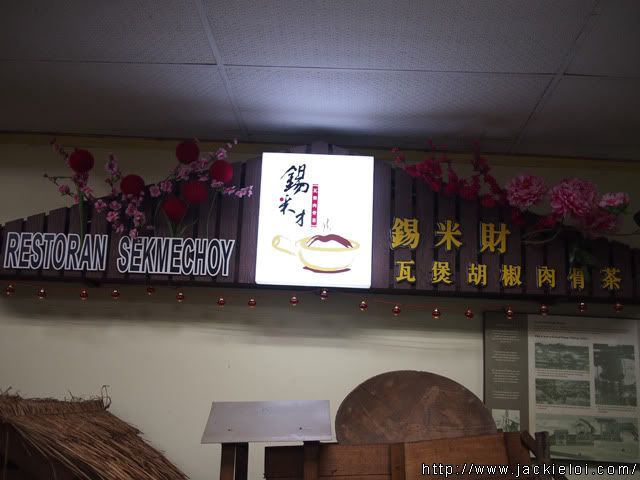 RESTORAN SEKMECHOY
錫米才
錫米財
瓦煲胡椒肉骨茶
http://www.jackieloi.com/